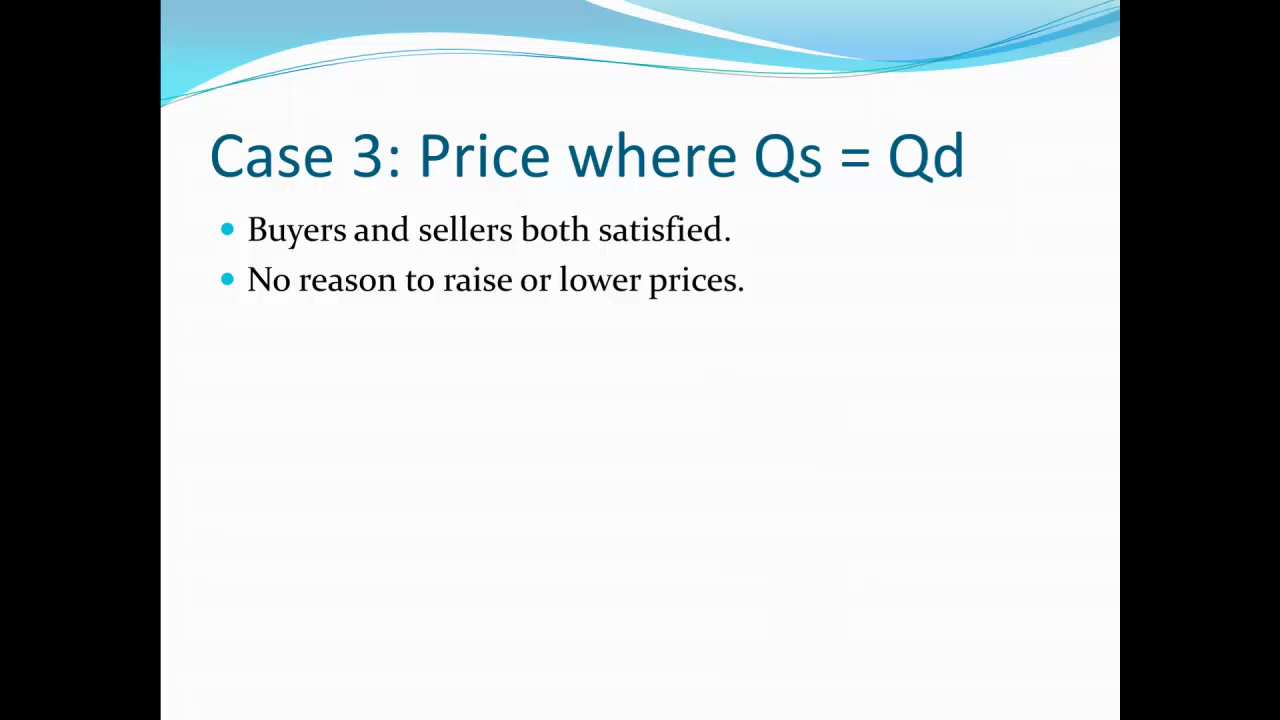 Case 3: Price where Qs = Qd
Buyers and sellers both satisfied.
No reason to raise or lower prices.